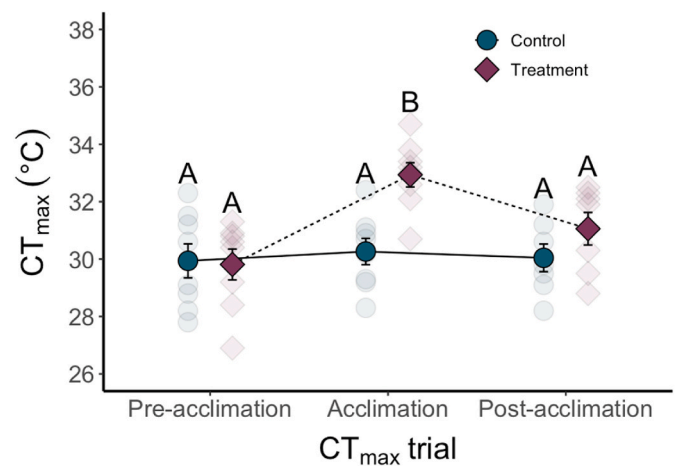 38
36
34
32
30
28
26
CTmax (°C)
Control
Treatment
A
A
A
B
A
A
Pre-acclimation
Acclimation
Post-acclimation
CTmax trial